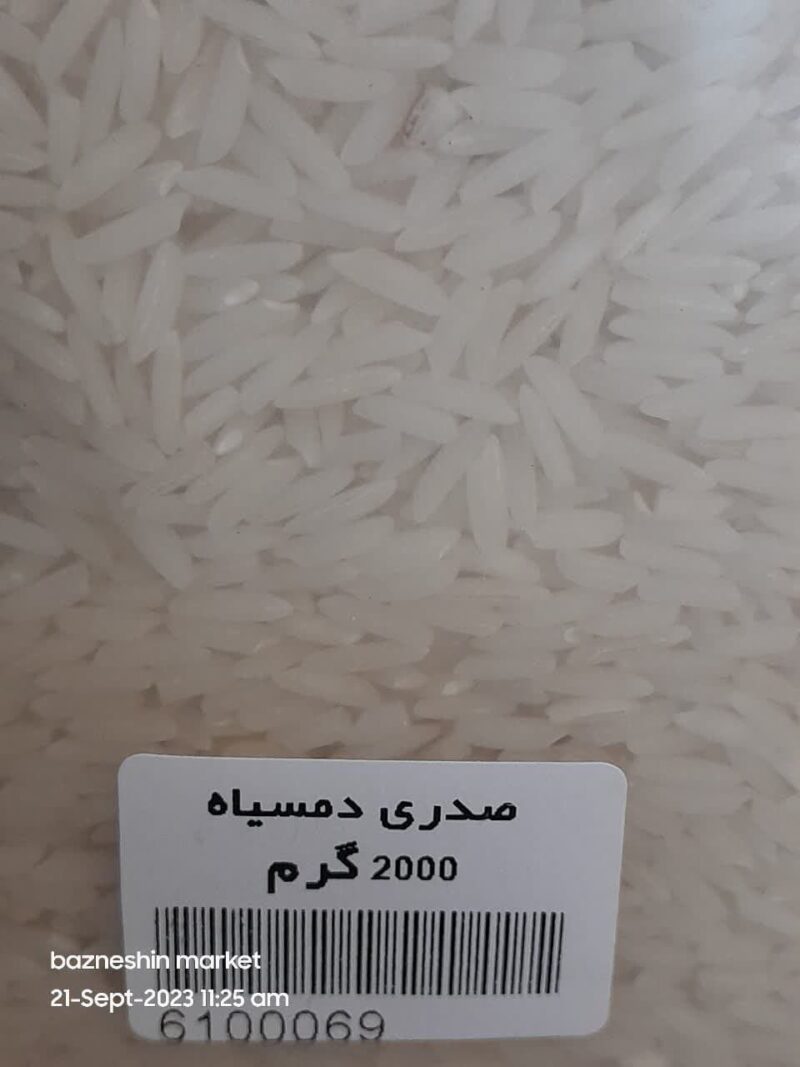 صدری دمسیاه
2000 گرم
bazneshin market
21-Sept-2023 11:25 am
6100069